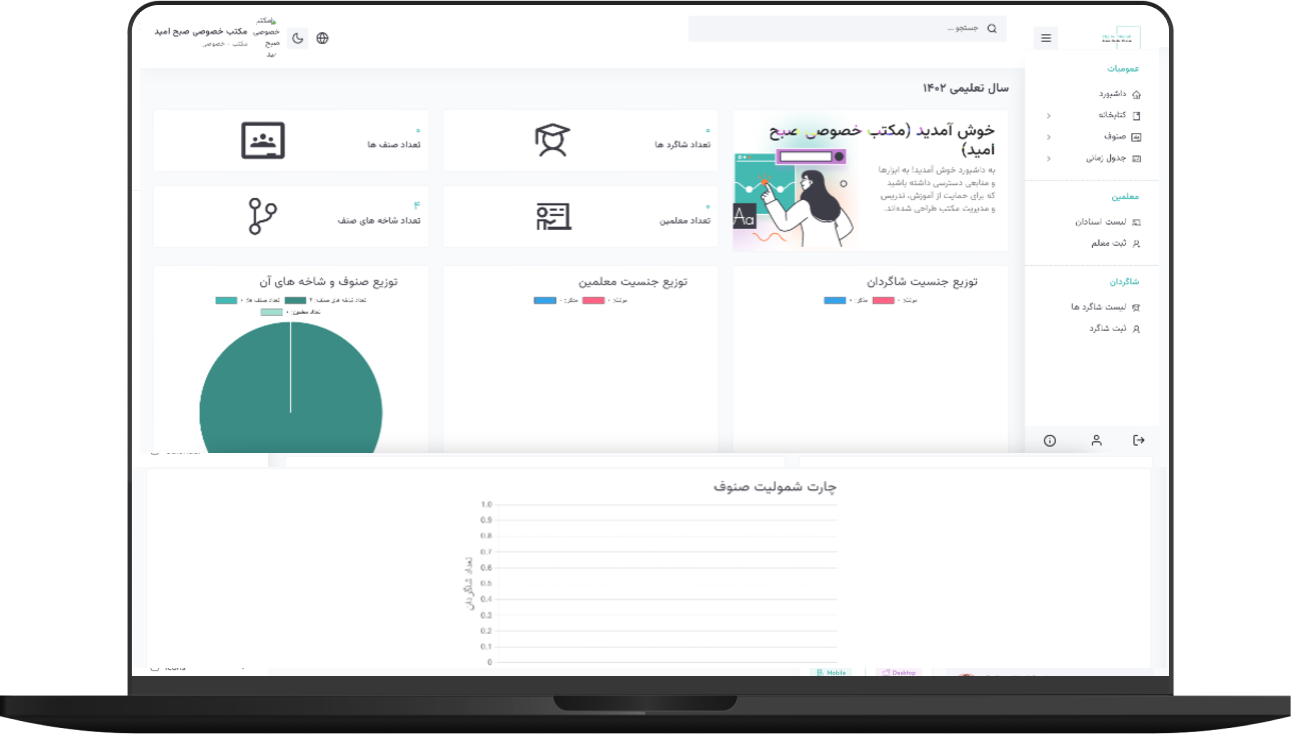 جستجو ...
مکتب خصوصی صبح امید
مکتب - خصوصی
خصوصی
صبح
عمومیات
داشبورد
کتابخانه
صنوف
جدول زمانی
معلمین
لیست استادان
ثبت معلم
شاگردان
لیست شاگرد ها
ثبت شاگرد
سال تعلیمی ۱۴۰۲
خوش آمدید (مکتب خصوصی صبح
امید)
به داشبورد خوش آمدید! به ابزارها
و منابعی دسترسی داشته باشید
که برای حمایت از آموزش، تدریس
و مدیریت مکتب طراحی شده‌اند.
Aa
۰
تعداد شاگرد ها
۰
تعداد صنف ها
۰
تعداد معلمین
۴
تعداد شاخه های صنف
توزیع جنسیت شاگردان
مونث: ۰
مذکر: ۰
توزیع جنسیت معلمین
مونث: ۰
مذکر: ۰
توزیع صنوف و شاخه های آن
تعداد شاخه های صنف: ۴
تعداد صنف ها: ۰
تعداد معلمین: ۰
چارت شمولیت صنوف
تعداد شاگردان
1.0
0.9
0.8
0.7
0.6
0.5
0.4
0.3
0.2
0.1
0
Mobile
Desktop